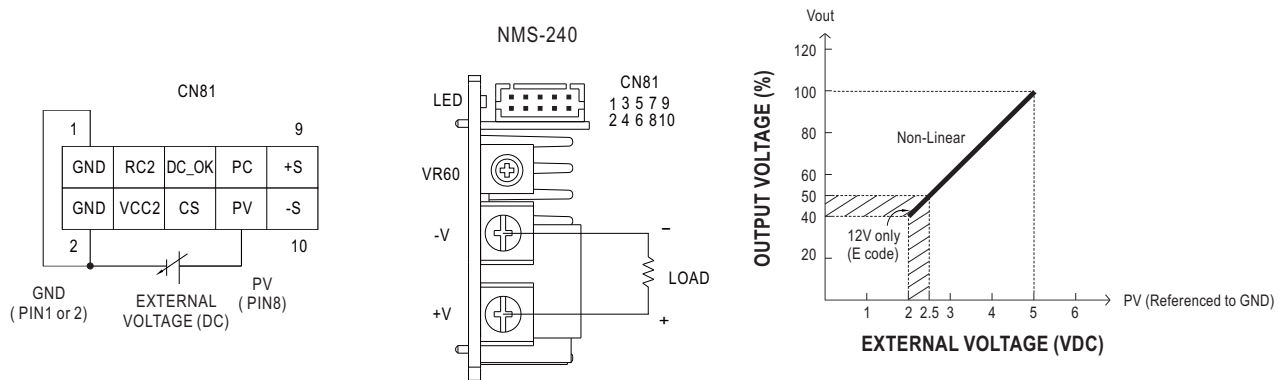 CN81
1 9
GND RC2 DC_OK PC +S
GND VCC2 CS PV -S
2 10
GND
( PIN1 or 2)
EXTERNAL
VOLTAGE (DC)
PV
( PIN8)
NMS-240
LED
CN81
1 3 5 7 9
2 4 6 8 10
VR60
-V
+V
−
LOAD
+
Vout
OUTPUT VOLTAGE (%)
120
100
80
60
50
40
20
Non-Linear
12V only
(E code)
1 2 2.5 3 4 5 6
PV (Referenced to GND)
EXTERNAL VOLTAGE (VDC)